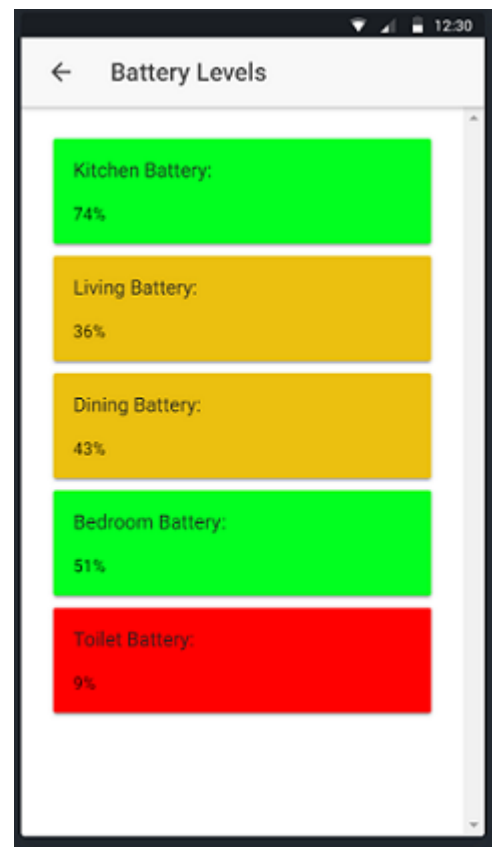 12:30
Battery Levels
Kitchen Battery:
74%
Living Battery:
36%
Dining Battery:
43%
Bedroom Battery:
51%
Toilet Battery:
9%